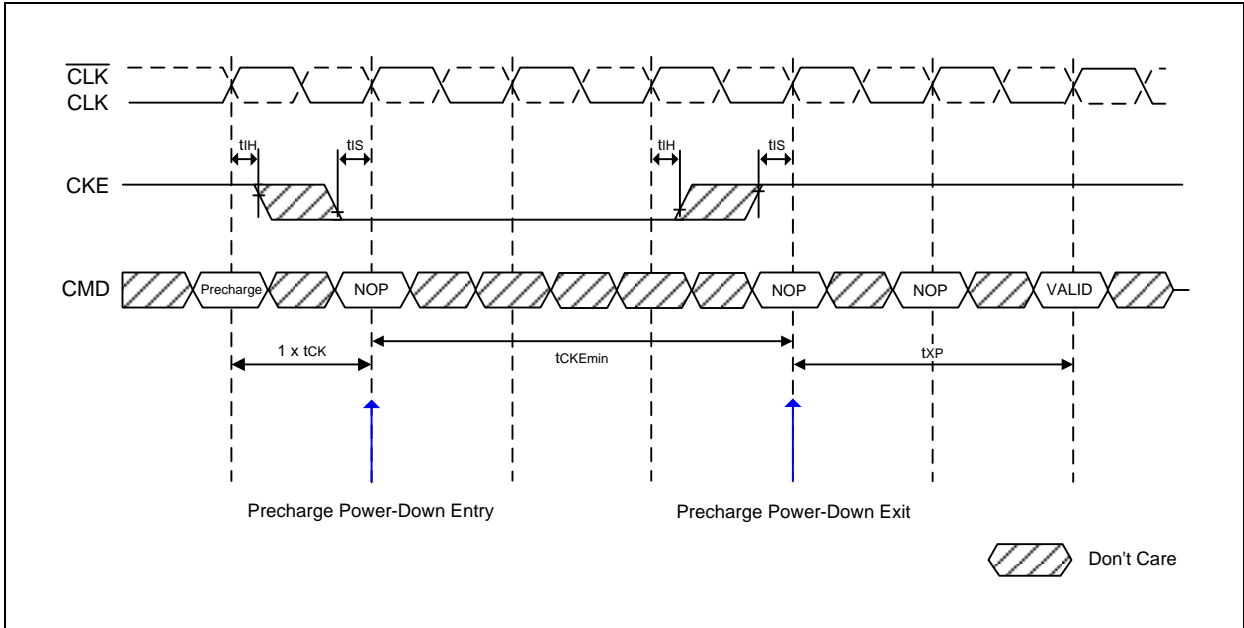 CLK
CLK
tIH
tIS
tIH
tIS
CKE
CMD
Precharge
NOP
NOP
NOP
VALID
1 x tCK
tCKEmin
tXP
Precharge Power-Down Entry
Precharge Power-Down Exit
Don't Care